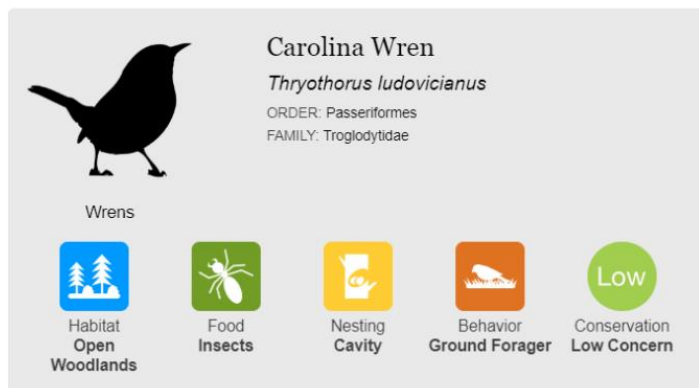 Carolina Wren
Thryothorus ludovicianus
ORDER: Passeriformes
FAMILY: Troglodytidae
Wrens
Low
Habitat
Open
Woodlands
Food
Insects
Nesting
Cavity
Behavior
Ground Forager
Conservation
Low Concern